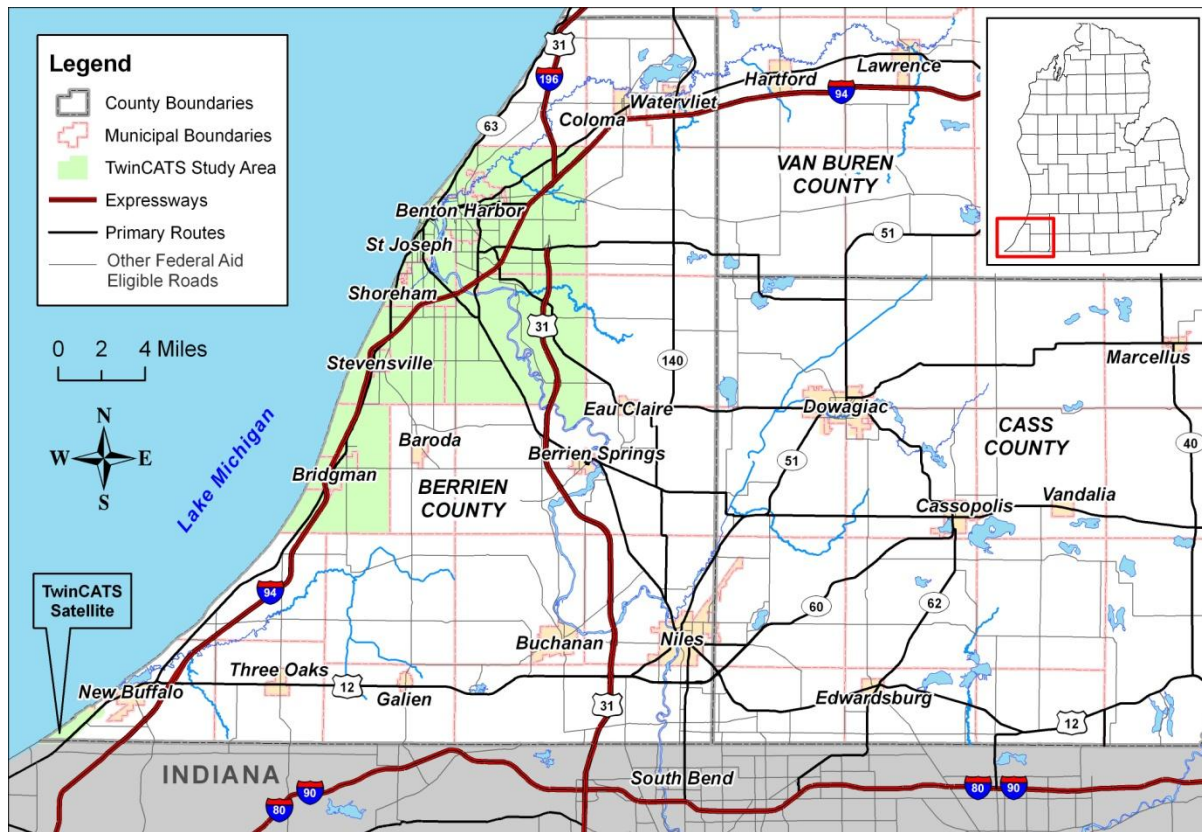 Legend
County Boundaries
Municipal Boundaries
TwinCATS Study Area
Expressways
Primary Routes
Other Federal Aid
Eligible Roads
0 2 4 Miles
N
W E
S
Lake Michigan
TwinCATS
Satellite
31
196
63
Coloma
Watervliet
Hartford
Lawrence
94
VAN BUREN
COUNTY
51
Benton Harbor
St Joseph
Shoreham
Stevensville
31
140
Marcellus
Eau Claire
Dowagiac
CASS
COUNTY
40
Baroda
Berrien Springs
51
Bridgman
BERRIEN
COUNTY
Cassopolis
Vandalia
94
60
62
Buchanan
Niles
Three Oaks
12
Galien
New Buffalo
31
Edwardsburg
12
INDIANA
South Bend
80
90
80
90